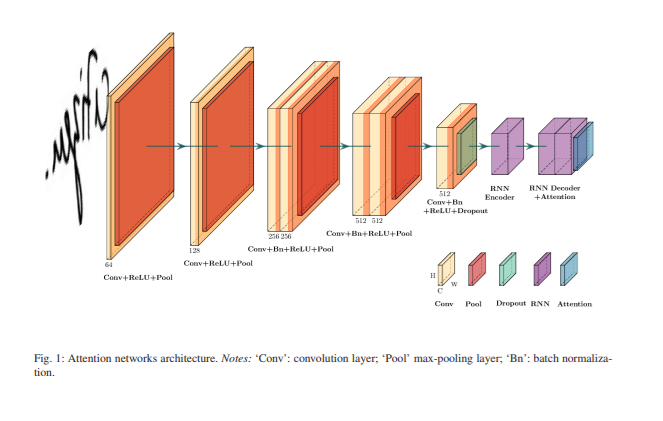 64
Conv+ReLU+Pool
128
Conv+ReLU+Pool
256 256
Conv+Bn+ReLU+Pool
512 512
Conv+Bn+ReLU+Pool
512
Conv+Bn
+ReLU+Dropout
RNN
Encoder
RNN Decoder
+Attention
H
W
C
Conv
Pool
Dropout
RNN
Attention
Fig. 1: Attention networks architecture. Notes: ‘Conv’: convolution layer; ‘Pool’ max-pooling layer; ‘Bn’: batch normaliza-
tion.